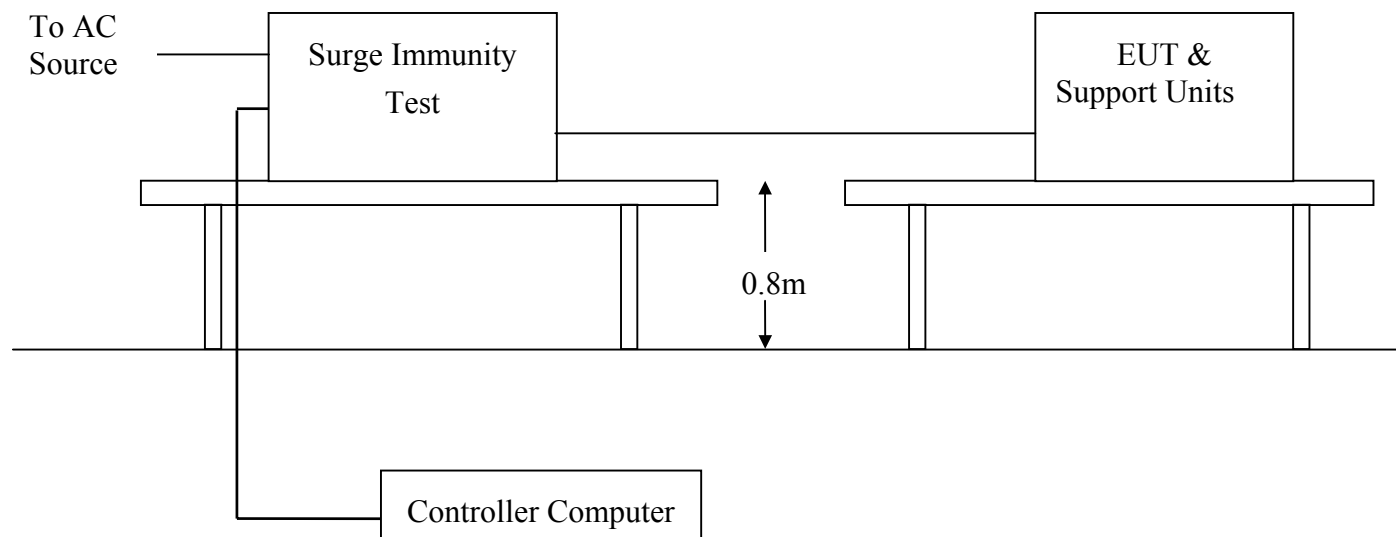 To AC
Source
Surge Immunity
Test
EUT &
Support Units
0.8m
Controller Computer